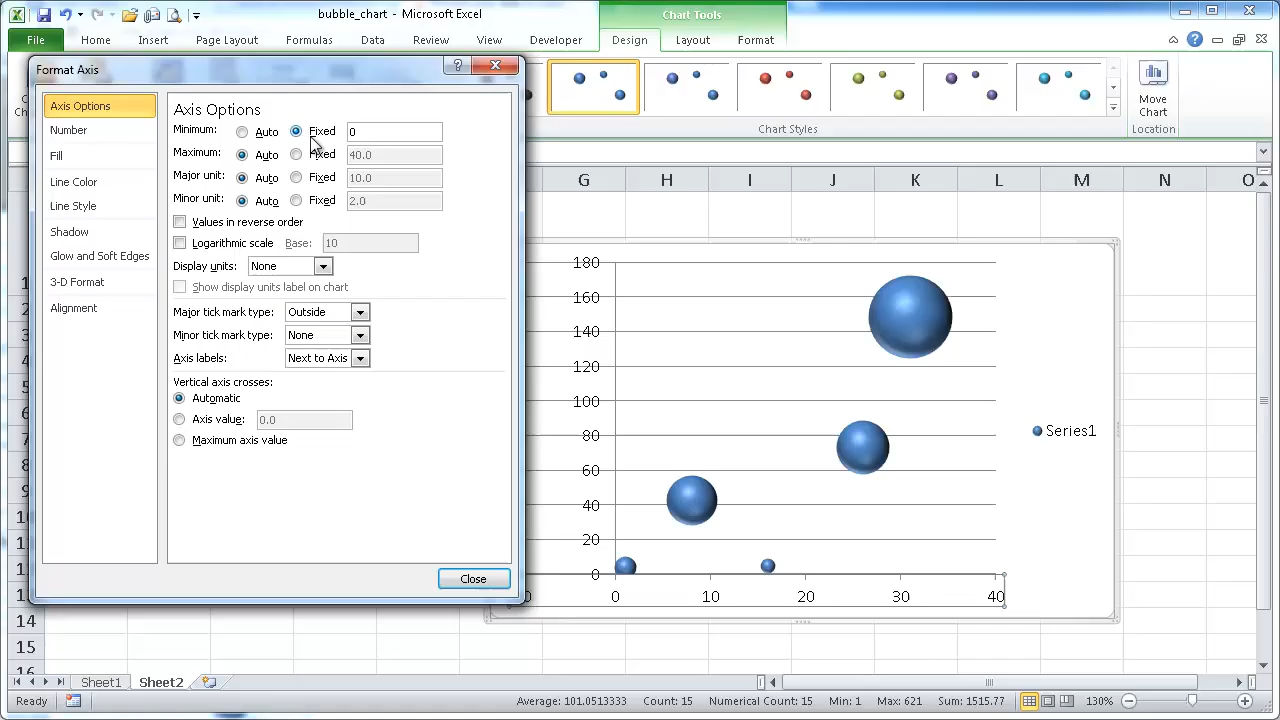 bubble_chart - Microsoft Excel
Chart Tools
File Home Insert Page Layout Formulas Data Review View Developer Design Layout Format
Move
Chart
Chart Styles
Location
Format Axis
Axis Options
Number
Fill
Line Color
Line Style
Shadow
Glow and Soft Edges
3-D Format
Alignment
Axis Options
Minimum: Auto Fixed 0
Maximum: Auto Fixed 40.0
Major unit: Auto Fixed 10.0
Minor unit: Auto Fixed 2.0
Values in reverse order
Logarithmic scale Base: 10
Display units: None
Show display units label on chart
Major tick mark type: Outside
Minor tick mark type: None
Axis labels: Next to Axis
Vertical axis crosses:
Automatic
Axis value: 0.0
Maximum axis value
Close
G H I J K L M N O
180
160
140
120
100
80
60
40
20
0
0 10 20 30 40
Series1
14
15
16
Sheet1 Sheet2
Ready Average: 101.0513333 Count: 15 Numerical Count: 15 Min: 1 Max: 621 Sum: 1515.77 130%